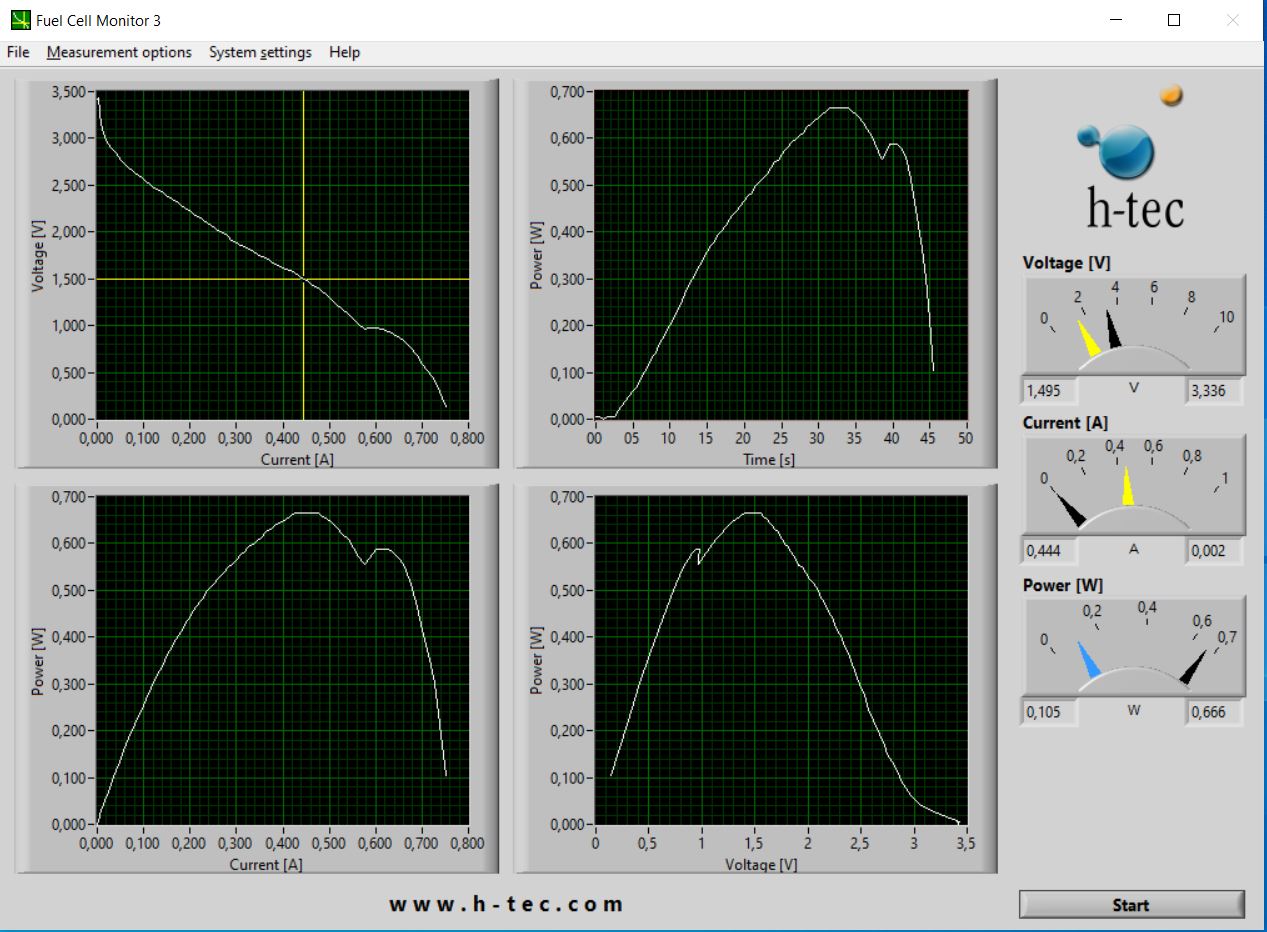 Fuel Cell Monitor 3
File Measurement options System settings Help
3,500
3,000
2,500
2,000
1,500
1,000
0,500
0,000
Voltage [V]
0,000 0,100 0,200 0,300 0,400 0,500 0,600 0,700 0,800
Current [A]
0,700
0,600
0,500
0,400
0,300
0,200
0,100
0,000
Power [W]
00 05 10 15 20 25 30 35 40 45 50
Time [s]
h-tec
Voltage [V]
0 2 4 6 8 10
1,495 V 3,336
Current [A]
0 0,2 0,4 0,6 0,8 1
0,444 A 0,002
Power [W]
0 0,2 0,4 0,6 0,7
0,105 W 0,666
0,700
0,600
0,500
0,400
0,300
0,200
0,100
0,000
Power [W]
0,000 0,100 0,200 0,300 0,400 0,500 0,600 0,700 0,800
Current [A]
0,700
0,600
0,500
0,400
0,300
0,200
0,100
0,000
Power [W]
0 0,5 1 1,5 2 2,5 3 3,5
Voltage [V]
www.h-tec.com
Start